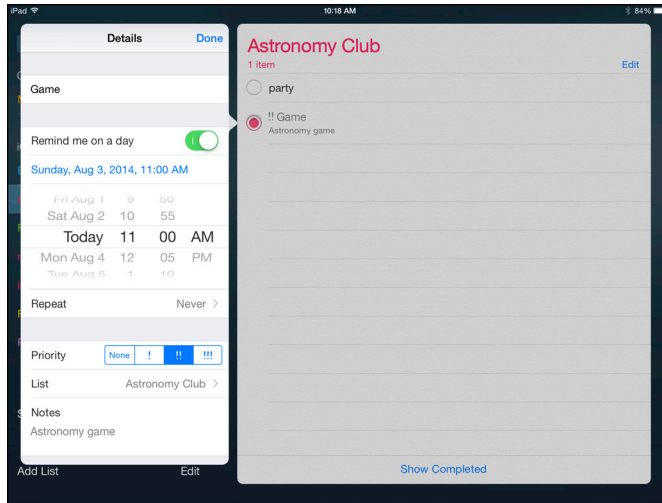 iPad 10:18 AM 84%
Details Done
Game
Remind me on a day
Sunday, Aug 3, 2014, 11:00 AM
Fri Aug 1 9 50
Sat Aug 2 10 55
Today 11 00 AM
Mon Aug 4 12 05 PM
Tue Aug 5 1 10
Repeat Never >
Priority None ! !! !!!
List Astronomy Club >
Notes
Astronomy game
Add List Edit
Astronomy Club
1 item Edit
party
!! Game
Astronomy game
Show Completed